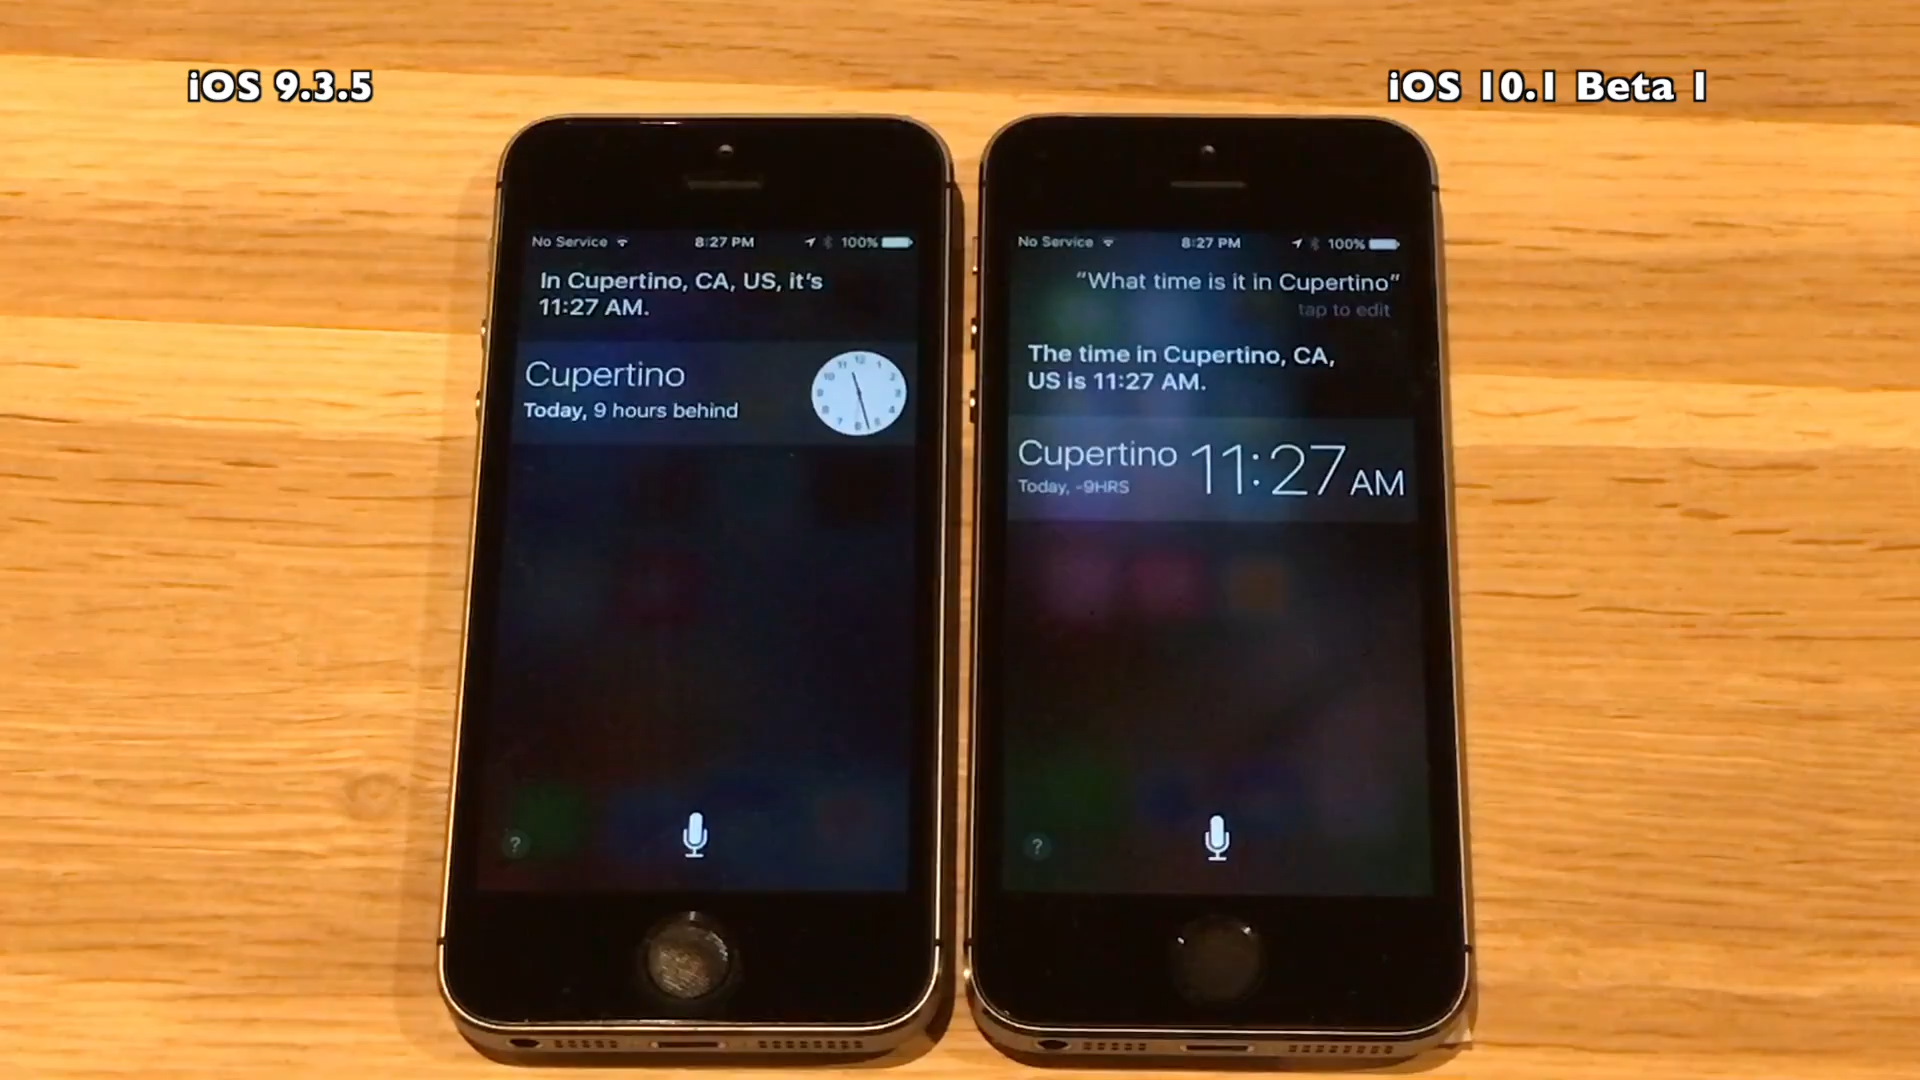 iOS 9.3.5
iOS 10.1 Beta 1
No Service 8:27 PM 100%
In Cupertino, CA, US, it's
11:27 AM.
Cupertino
Today, 9 hours behind
?
No Service 8:27 PM 100%
“What time is it in Cupertino”
tap to edit
The time in Cupertino, CA,
US is 11:27 AM.
Cupertino 11:27 AM
Today, -9HRS
?